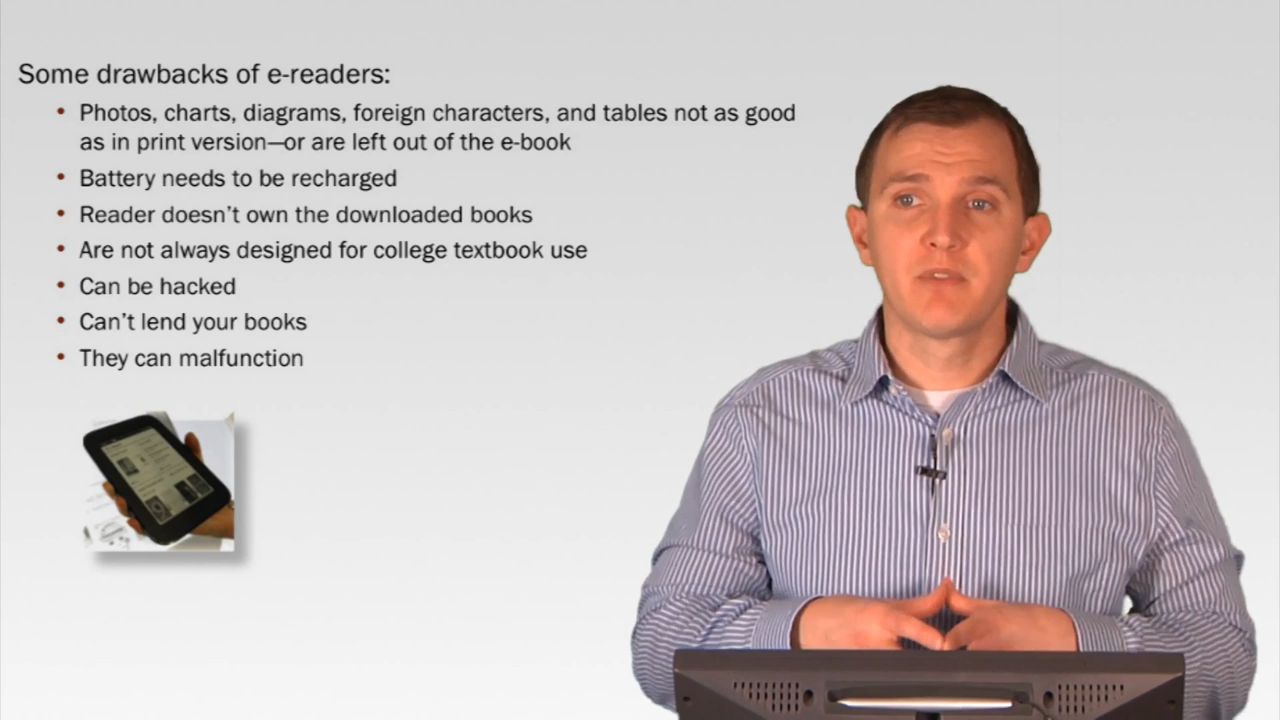 Some drawbacks of e-readers:
• Photos, charts, diagrams, foreign characters, and tables not as good
as in print version—or are left out of the e-book
• Battery needs to be recharged
• Reader doesn't own the downloaded books
• Are not always designed for college textbook use
• Can be hacked
• Can't lend your books
• They can malfunction